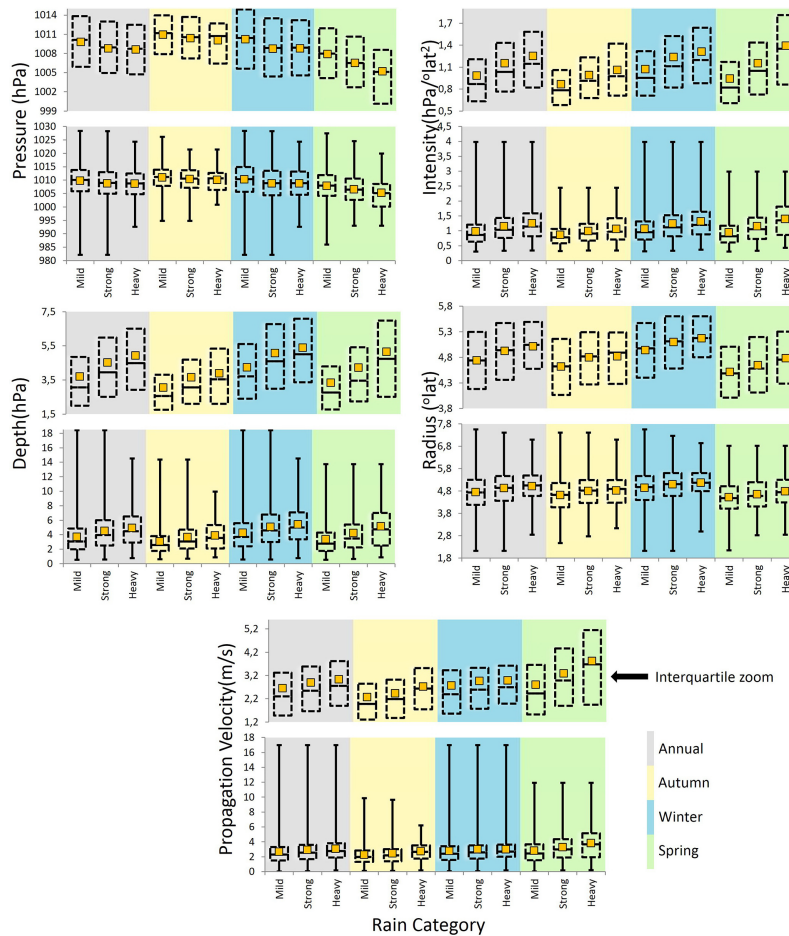 Pressure (hPa)
1014
1011
1008
1005
1002
999
1030
1025
1020
1015
1010
1005
1000
995
990
985
980
Mild
Strong
Heavy
Mild
Strong
Heavy
Mild
Strong
Heavy
Mild
Strong
Heavy
Intensity(hPa/°lat²)
1,7
1,4
1,1
0,8
0,5
4,5
4
3,5
3
2,5
2
1,5
1
0,5
0
Mild
Strong
Heavy
Mild
Strong
Heavy
Mild
Strong
Heavy
Mild
Strong
Heavy
Depth(hPa)
7,5
5,5
3,5
1,5
18
16
14
12
10
8
6
4
2
0
Mild
Strong
Heavy
Mild
Strong
Heavy
Mild
Strong
Heavy
Mild
Strong
Heavy
Radius (°lat)
5,8
5,3
4,8
4,3
3,8
7,8
6,8
5,8
4,8
3,8
2,8
1,8
Mild
Strong
Heavy
Mild
Strong
Heavy
Mild
Strong
Heavy
Mild
Strong
Heavy
Propagation Velocity(m/s)
5,2
4,2
3,2
2,2
1,2
18
16
14
12
10
8
6
4
2
0
Mild
Strong
Heavy
Mild
Strong
Heavy
Mild
Strong
Heavy
Mild
Strong
Heavy
Rain Category
Interquartile zoom
Annual
Autumn
Winter
Spring